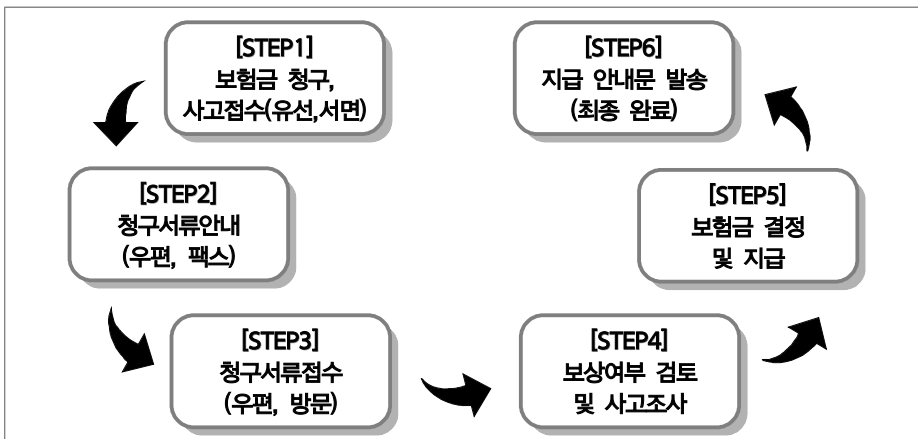 [STEP1]
보험금 청구,
사고접수(유선,서면)
[STEP2]
청구서류안내
(우편, 팩스)
[STEP3]
청구서류접수
(우편, 방문)
[STEP4]
보상여부 검토
및 사고조사
[STEP5]
보험금 결정
및 지급
[STEP6]
지급 안내문 발송
(최종 완료)